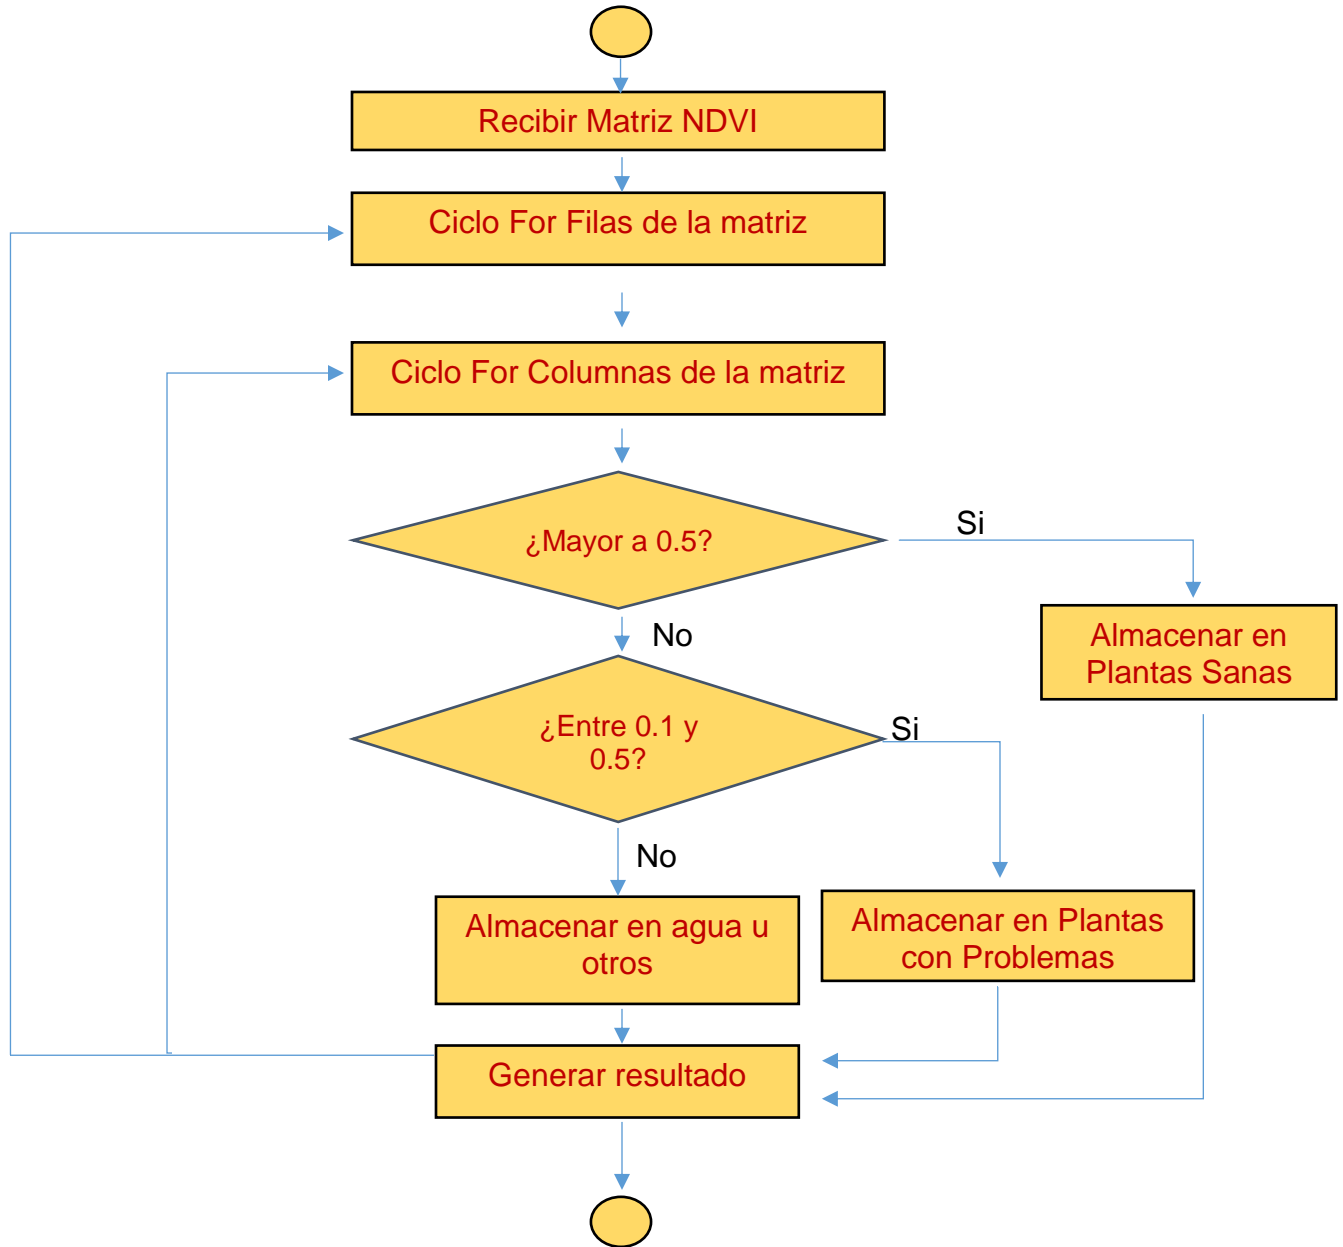 Recibir Matriz NDVI
Ciclo For Filas de la matriz
Ciclo For Columnas de la matriz
¿Mayor a 0.5?
Si
No
Almacenar en
Plantas Sanas
¿Entre 0.1 y
0.5?
Si
No
Almacenar en agua u
otros
Almacenar en Plantas
con Problemas
Generar resultado